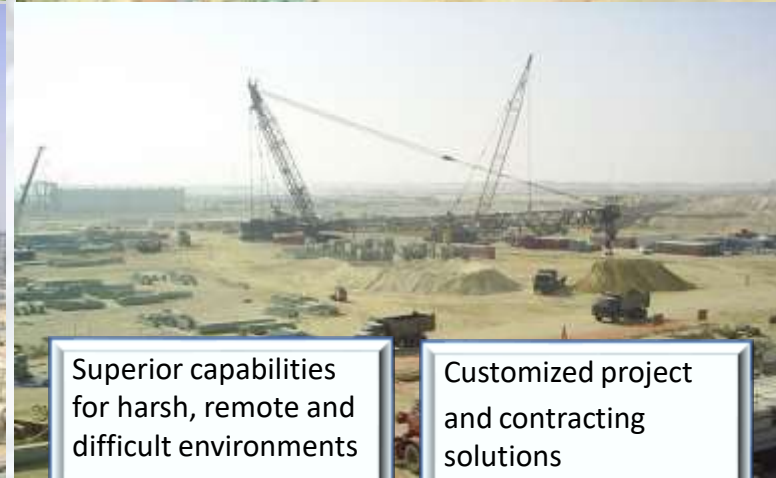 Superior capabilities
for harsh, remote and
difficult environments
Customized project
and contracting
solutions